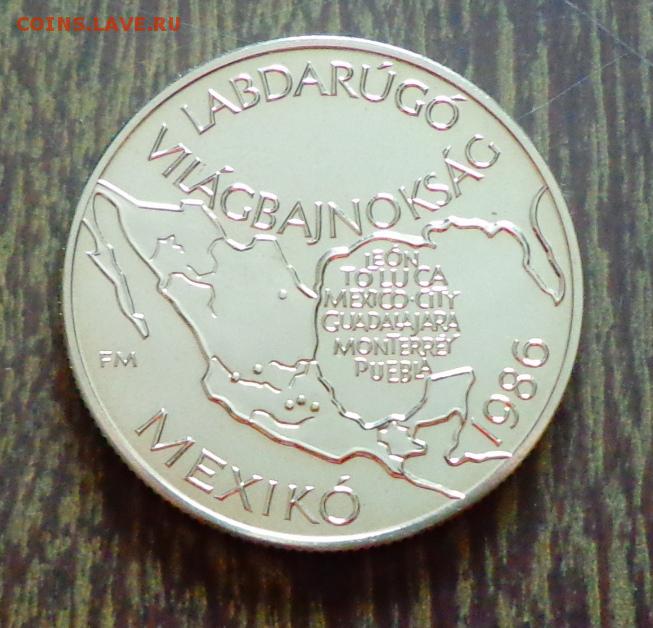 COINS.LAVE.RU
LABDARÚGÓ
VILÁGBAJNOKSÁG
LEÓN
TOLUCA
MEXICO·CITY
GUADALAJARA
MONTERREY
PUEBLA
FM
1986
MEXIKÓ